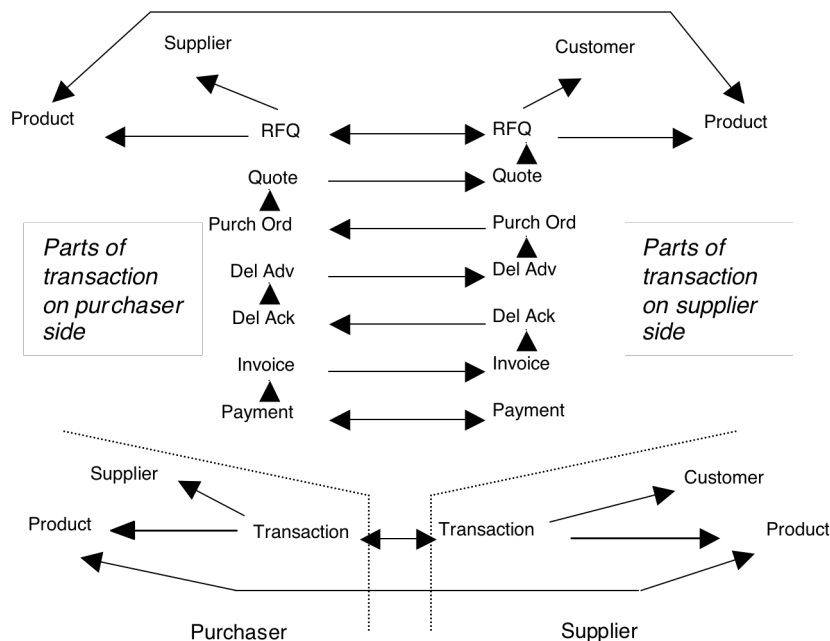 Supplier
Customer
Product
Product
RFQ
RFQ
Quote
Quote
Purch Ord
Purch Ord
Parts of
transaction
on purchaser
side
Parts of
transaction
on supplier
side
Del Adv
Del Adv
Del Ack
Del Ack
Invoice
Invoice
Payment
Payment
Supplier
Customer
Product
Transaction
Transaction
Product
Purchaser
Supplier